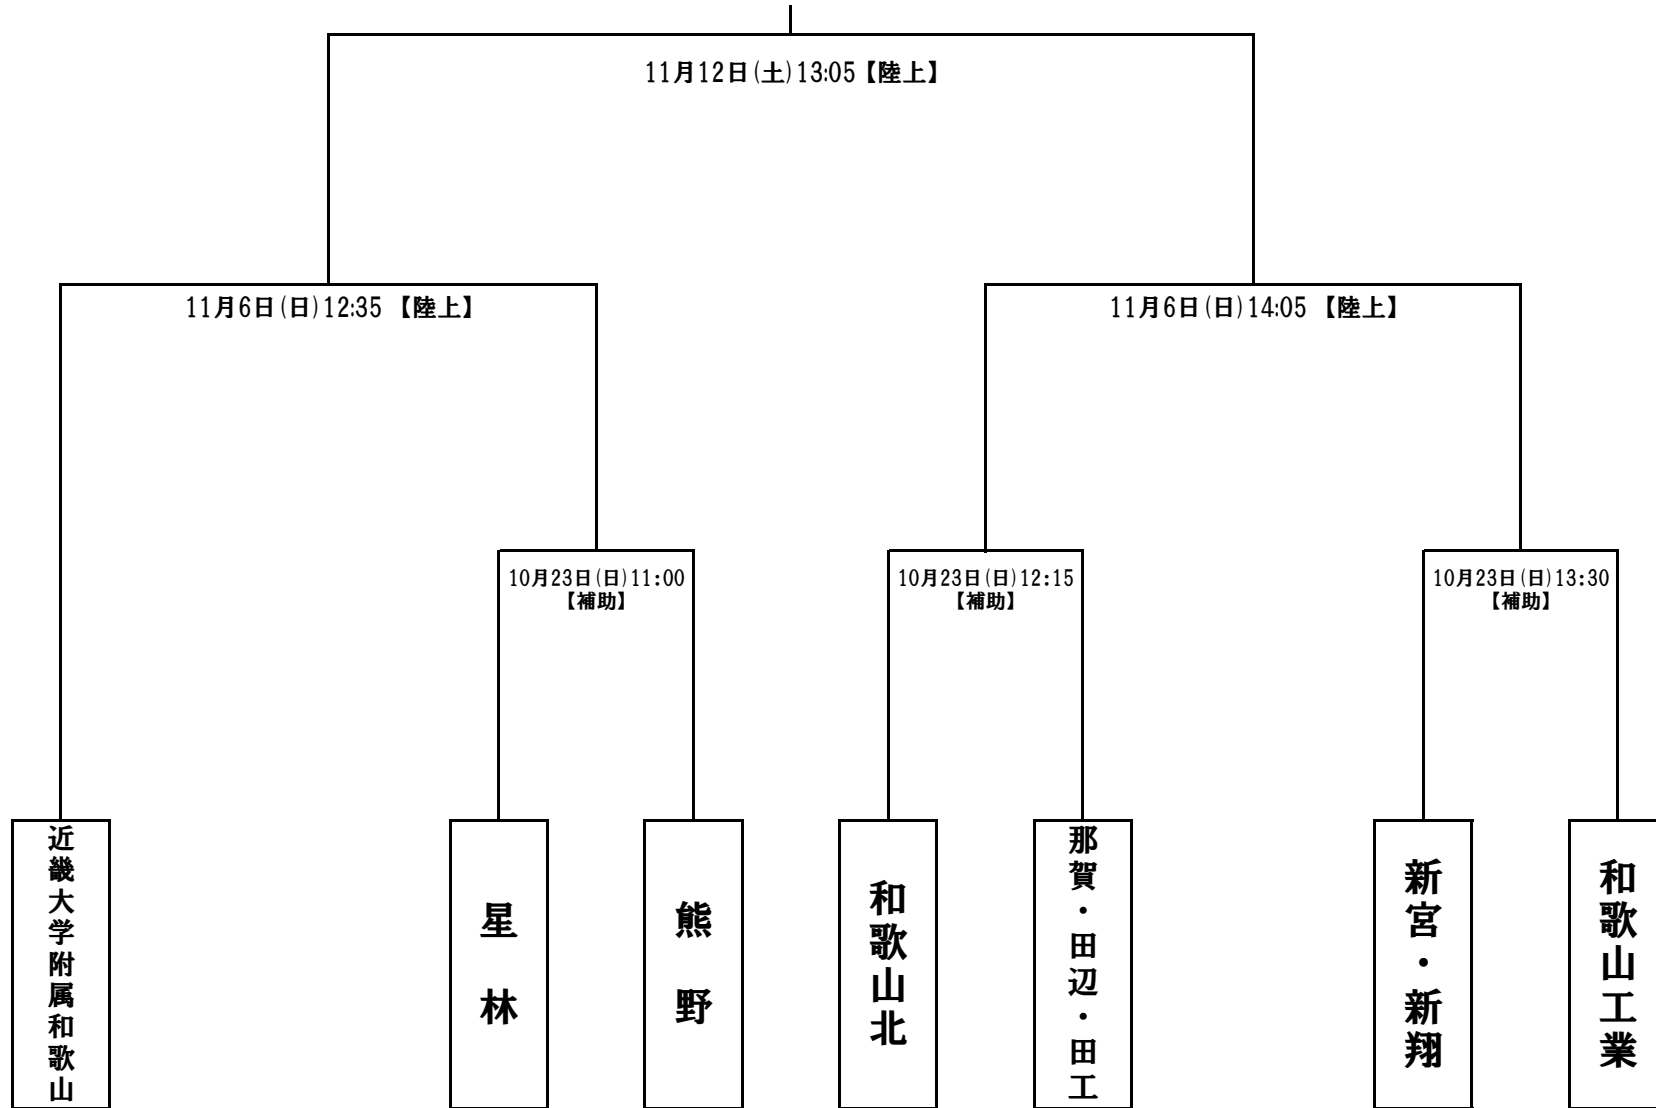 11月12日(土)13:05【陸上】
11月6日(日)12:35 【陸上】
11月6日(日)14:05 【陸上】
10月23日(日)11:00
【補助】
10月23日(日)12:15
【補助】
10月23日(日)13:30
【補助】
近畿大学附属和歌山
星林
熊野
和歌山北
那賀・田辺・田工
新宮・新翔
和歌山工業